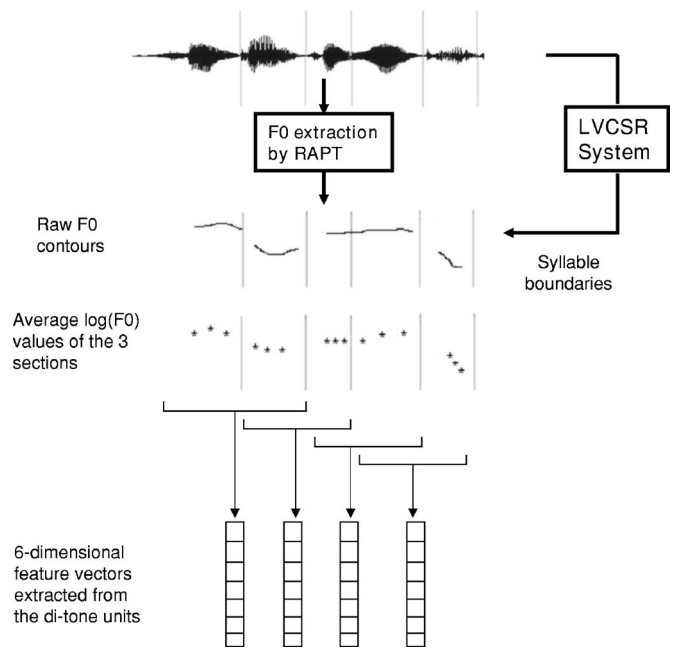 F0 extraction
by RAPT
LVCSR
System
Raw F0
contours
Syllable
boundaries
Average log(F0)
values of the 3
sections
6-dimensional
feature vectors
extracted from
the di-tone units